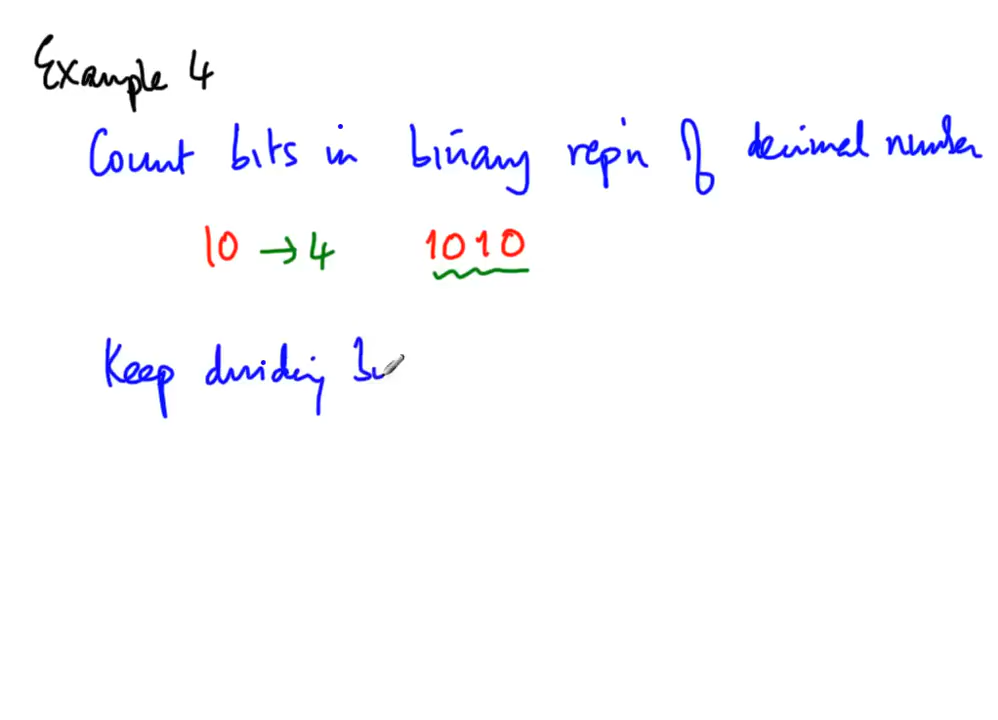 Example 4
Count bits in binary rep'n of decimal number
10 → 4 1010
Keep dividing